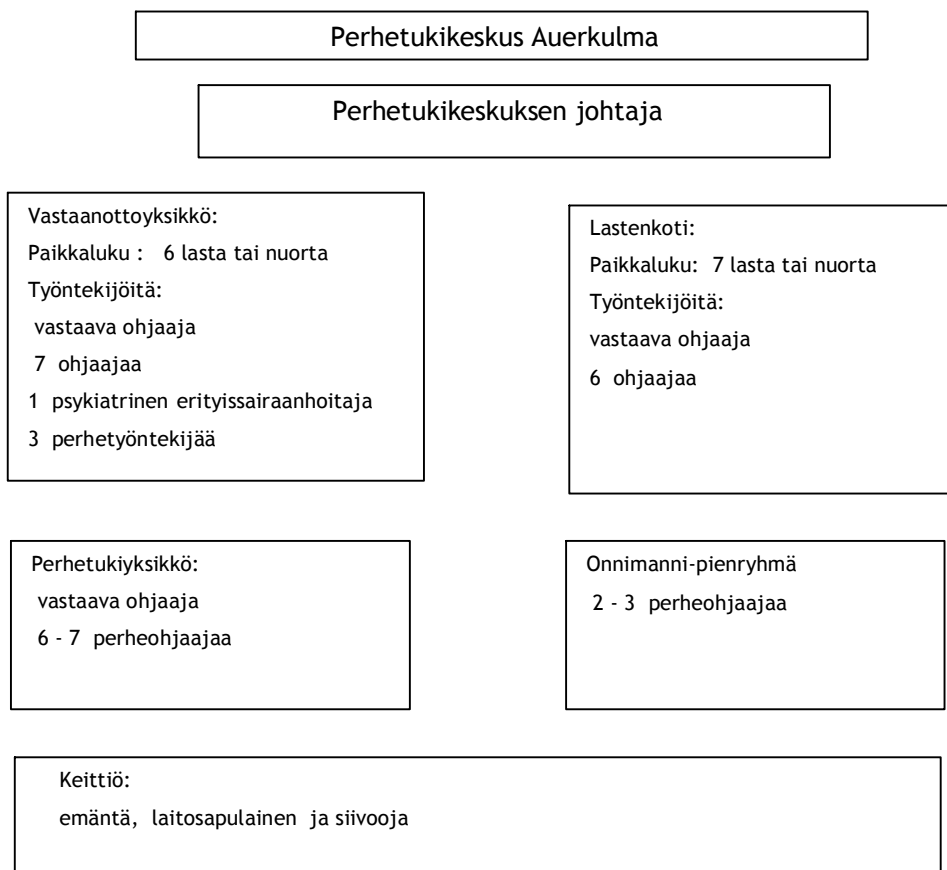 Perhetukikeskus Auerkulma
Perhetukikeskuksen johtaja
Vastaanottoyksikkö:
Paikkaluku : 6 lasta tai nuorta
Työntekijöitä:
vastaava ohjaaja
7 ohjaajaa
1 psykiatrinen erityissairaanhoitaja
3 perhetyöntekijää
Lastenkoti:
Paikkaluku: 7 lasta tai nuorta
Työntekijöitä:
vastaava ohjaaja
6 ohjaajaa
Perhetukiyksikkö:
vastaava ohjaaja
6 - 7 perheohjaajaa
Onnimanni-pienryhmä
2 - 3 perheohjaajaa
Keittiö:
emäntä, laitosapulainen ja siivooja